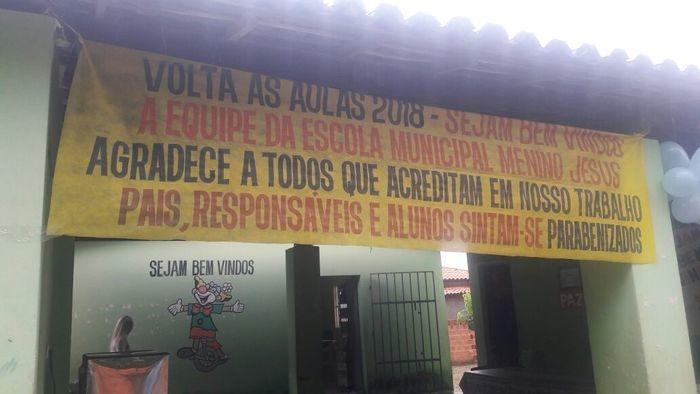 VOLTA AS AULAS 2018 - SEJAM BEM VINDOS
A EQUIPE DA ESCOLA MUNICIPAL MENINO JESUS
AGRADECE A TODOS QUE ACREDITAM EM NOSSO TRABALHO
PAIS, RESPONSÁVEIS E ALUNOS SINTAM-SE PARABENIZADOS
SEJAM BEM VINDOS
PAZ